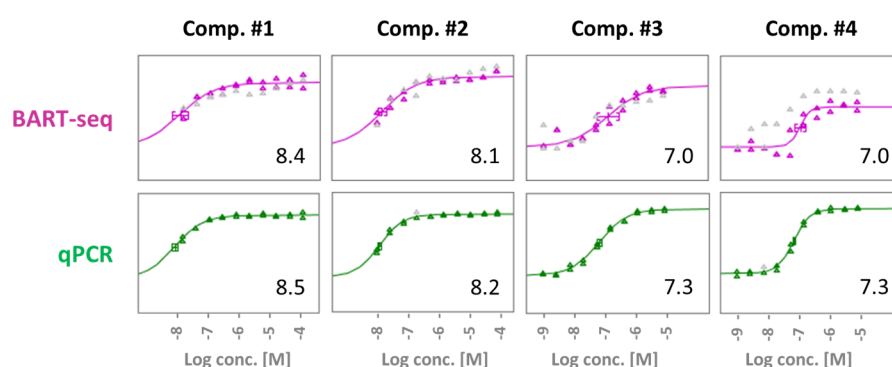 Comp. #1 Comp. #2 Comp. #3 Comp. #4
BART-seq
8.4 8.1 7.0 7.0
qPCR
8.5 8.2 7.3 7.3
-8 -7 -6 -5 -4 -8 -7 -6 -5 -4 -9 -8 -7 -6 -5 -9 -8 -7 -6 -5
Log conc. [M] Log conc. [M] Log conc. [M] Log conc. [M]